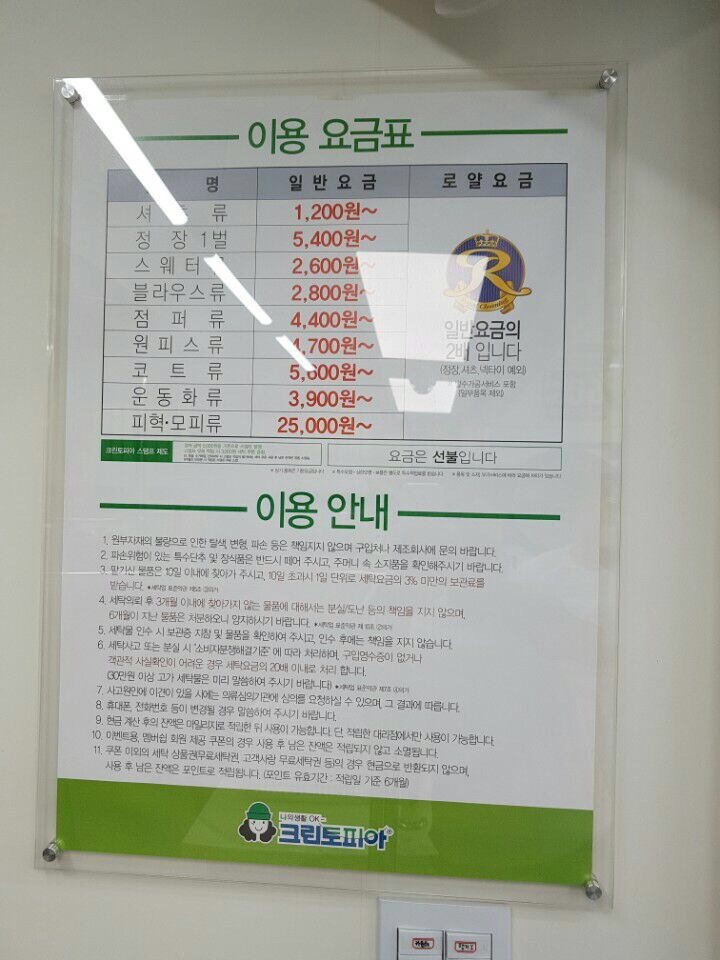 이용 요금표
명 일반요금 로얄요금
셔 류 1,200원~
정 장 1벌 5,400원~
스웨터 2,600원~
블라우스류 2,800원~
점 퍼 류 4,400원~
원피스류 4,700원~
코 트 류 5,600원~
운동화류 3,900원~
피혁·모피류 25,000원~
R
일반요금의
2배 입니다
(정장,셔츠,넥타이 예외)
특수가공서비스 포함
(일부품목 제외)
크린토피아 스탬프 제도
요금은 선불입니다
이용 안내
1. 원부자재의 불량으로 인한 탈색, 변형, 파손 등은 책임지지 않으며 구입처나 제조회사에 문의 바랍니다.
2. 파손위험이 있는 특수단추 및 장식품은 반드시 떼어 주시고, 주머니 속 소지품을 확인해주시기 바랍니다.
3. 맡기신 물품은 10일 이내에 찾아가 주시고, 10일 초과시 1일 단위로 세탁요금의 3% 미만의 보관료를
받습니다.
4. 세탁의뢰 후 3개월 이내에 찾아가지 않는 물품에 대해서는 분실/도난 등의 책임을 지지 않으며,
6개월이 지난 물품은 처분하오니 양지하시기 바랍니다.
5. 세탁물 인수 시 보관증 지참 및 물품을 확인하여 주시고, 인수 후에는 책임을 지지 않습니다.
6. 세탁사고 또는 분실 시 '소비자분쟁해결기준' 에 따라 처리하며, 구입영수증이 없거나
객관적 사실확인이 어려운 경우 세탁요금의 20배 이내로 처리 합니다.
(30만원 이상 고가 세탁물은 미리 말씀하여 주시기 바랍니다)
7. 사고원인에 이견이 있을 시에는 의류심의기관에 심의를 요청하실 수 있으며, 그 결과에 따릅니다.
8. 휴대폰, 전화번호 등이 변경될 경우 말씀하여 주시기 바랍니다.
9. 현금 계산 후의 잔액은 마일리지로 적립한 뒤 사용이 가능합니다. 단, 적립한 대리점에서만 사용이 가능합니다.
10. 이벤트용, 멤버쉽 회원 제공 쿠폰의 경우 사용 후 남은 잔액은 적립되지 않고 소멸됩니다.
11. 쿠폰 이외의 세탁 상품권(무료세탁권, 고객사랑 무료세탁권 등)의 경우 현금으로 반환되지 않으며,
사용 후 남은 잔액은 포인트로 적립됩니다. (포인트 유효기간 : 적립일 기준 6개월)
나의생활 OK~
크린토피아®